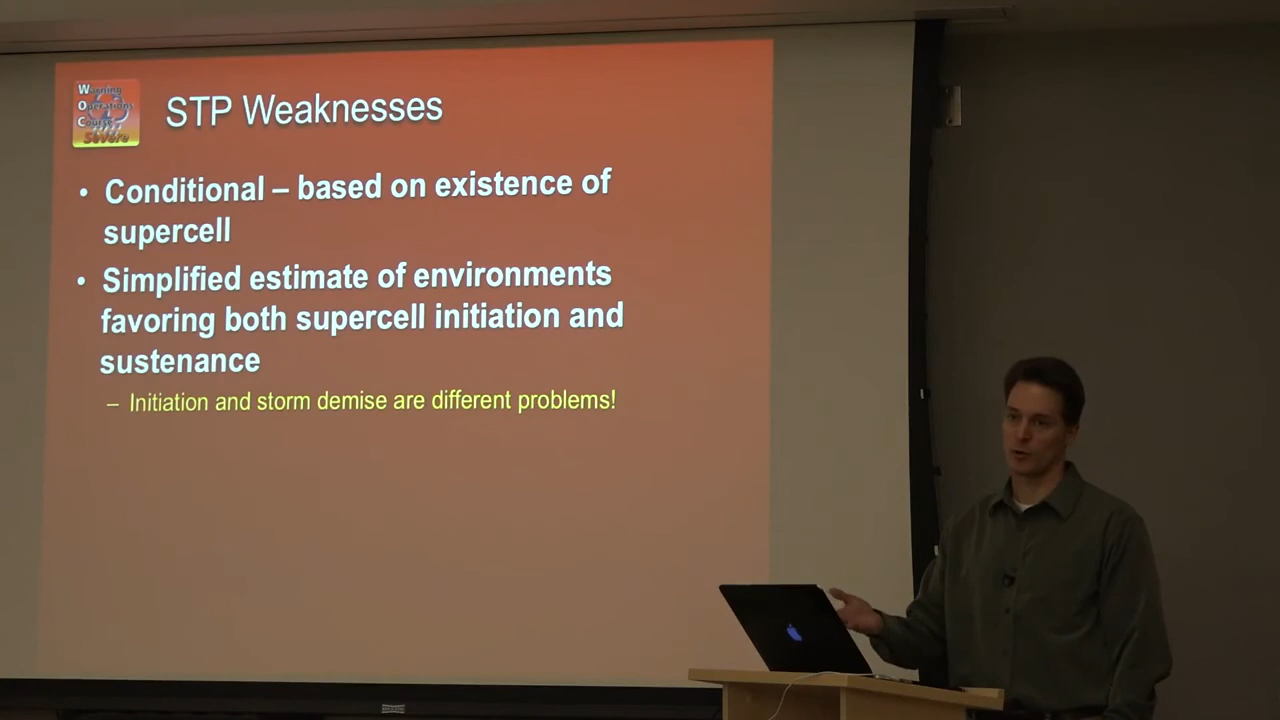 Warning
Operations
Course
Severe
STP Weaknesses
• Conditional – based on existence of
supercell
• Simplified estimate of environments
favoring both supercell initiation and
sustenance
– Initiation and storm demise are different problems!